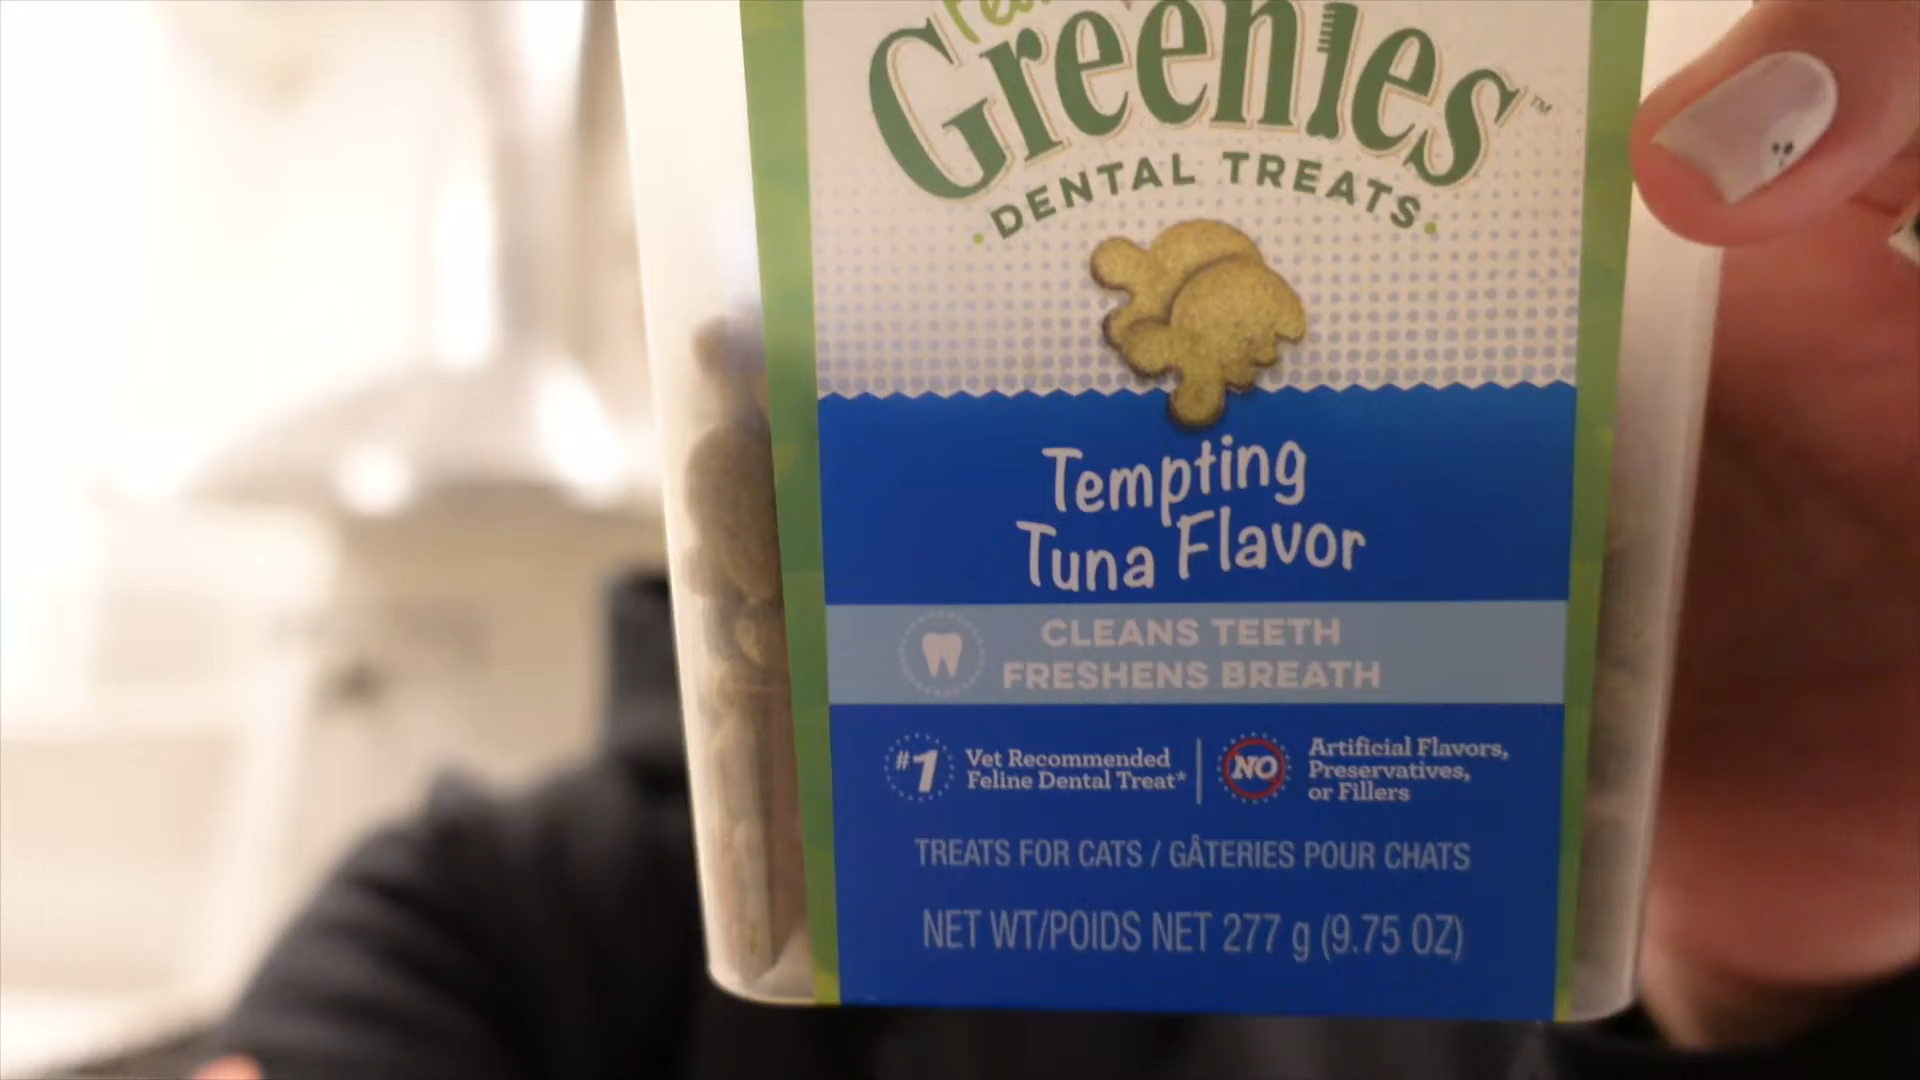 Greenies™
DENTAL TREATS
Tempting
Tuna Flavor
CLEANS TEETH
FRESHENS BREATH
#1 Vet Recommended
Feline Dental Treat*
NO Artificial Flavors,
Preservatives,
or Fillers
TREATS FOR CATS / GÂTERIES POUR CHATS
NET WT/POIDS NET 277 g (9.75 OZ)